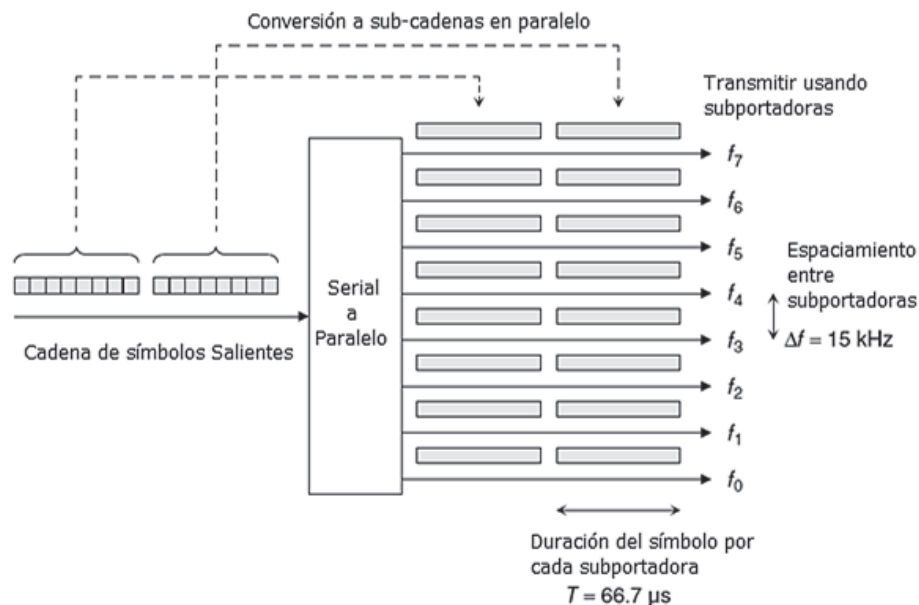 Conversión a sub-cadenas en paralelo
Transmitir usando
subportadoras
f7
f6
f5
Espaciamiento
entre
subportadoras
Δf = 15 kHz
f4
f3
f2
f1
f0
Serial
a
Paralelo
Cadena de símbolos Salientes
Duración del símbolo por
cada subportadora
T = 66.7 μs